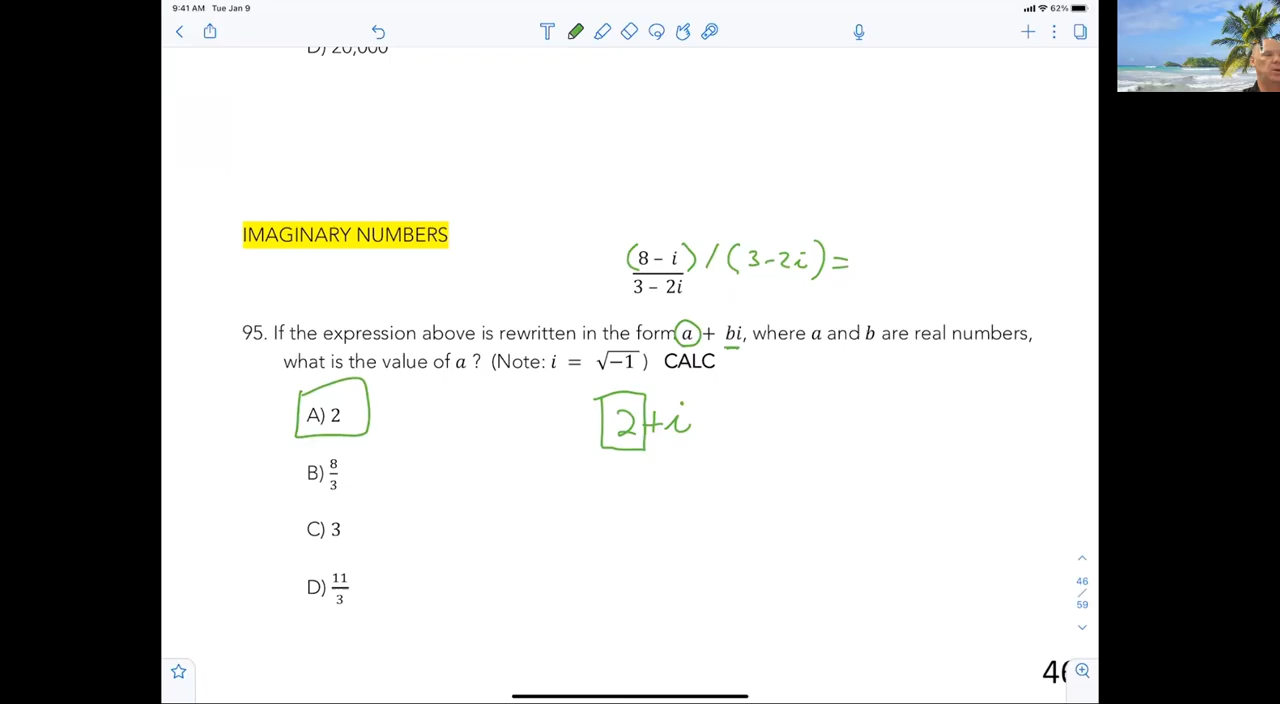 9:41 AM Tue Jan 9
62%
D) 20,000
IMAGINARY NUMBERS
(8 – i) / (3-2i) =
3 – 2i
95. If the expression above is rewritten in the form a + bi, where a and b are real numbers,
what is the value of a ? (Note: i = √−1 ) CALC
A) 2
2+i
B) 8/3
C) 3
D) 11/3
46
/
59
46